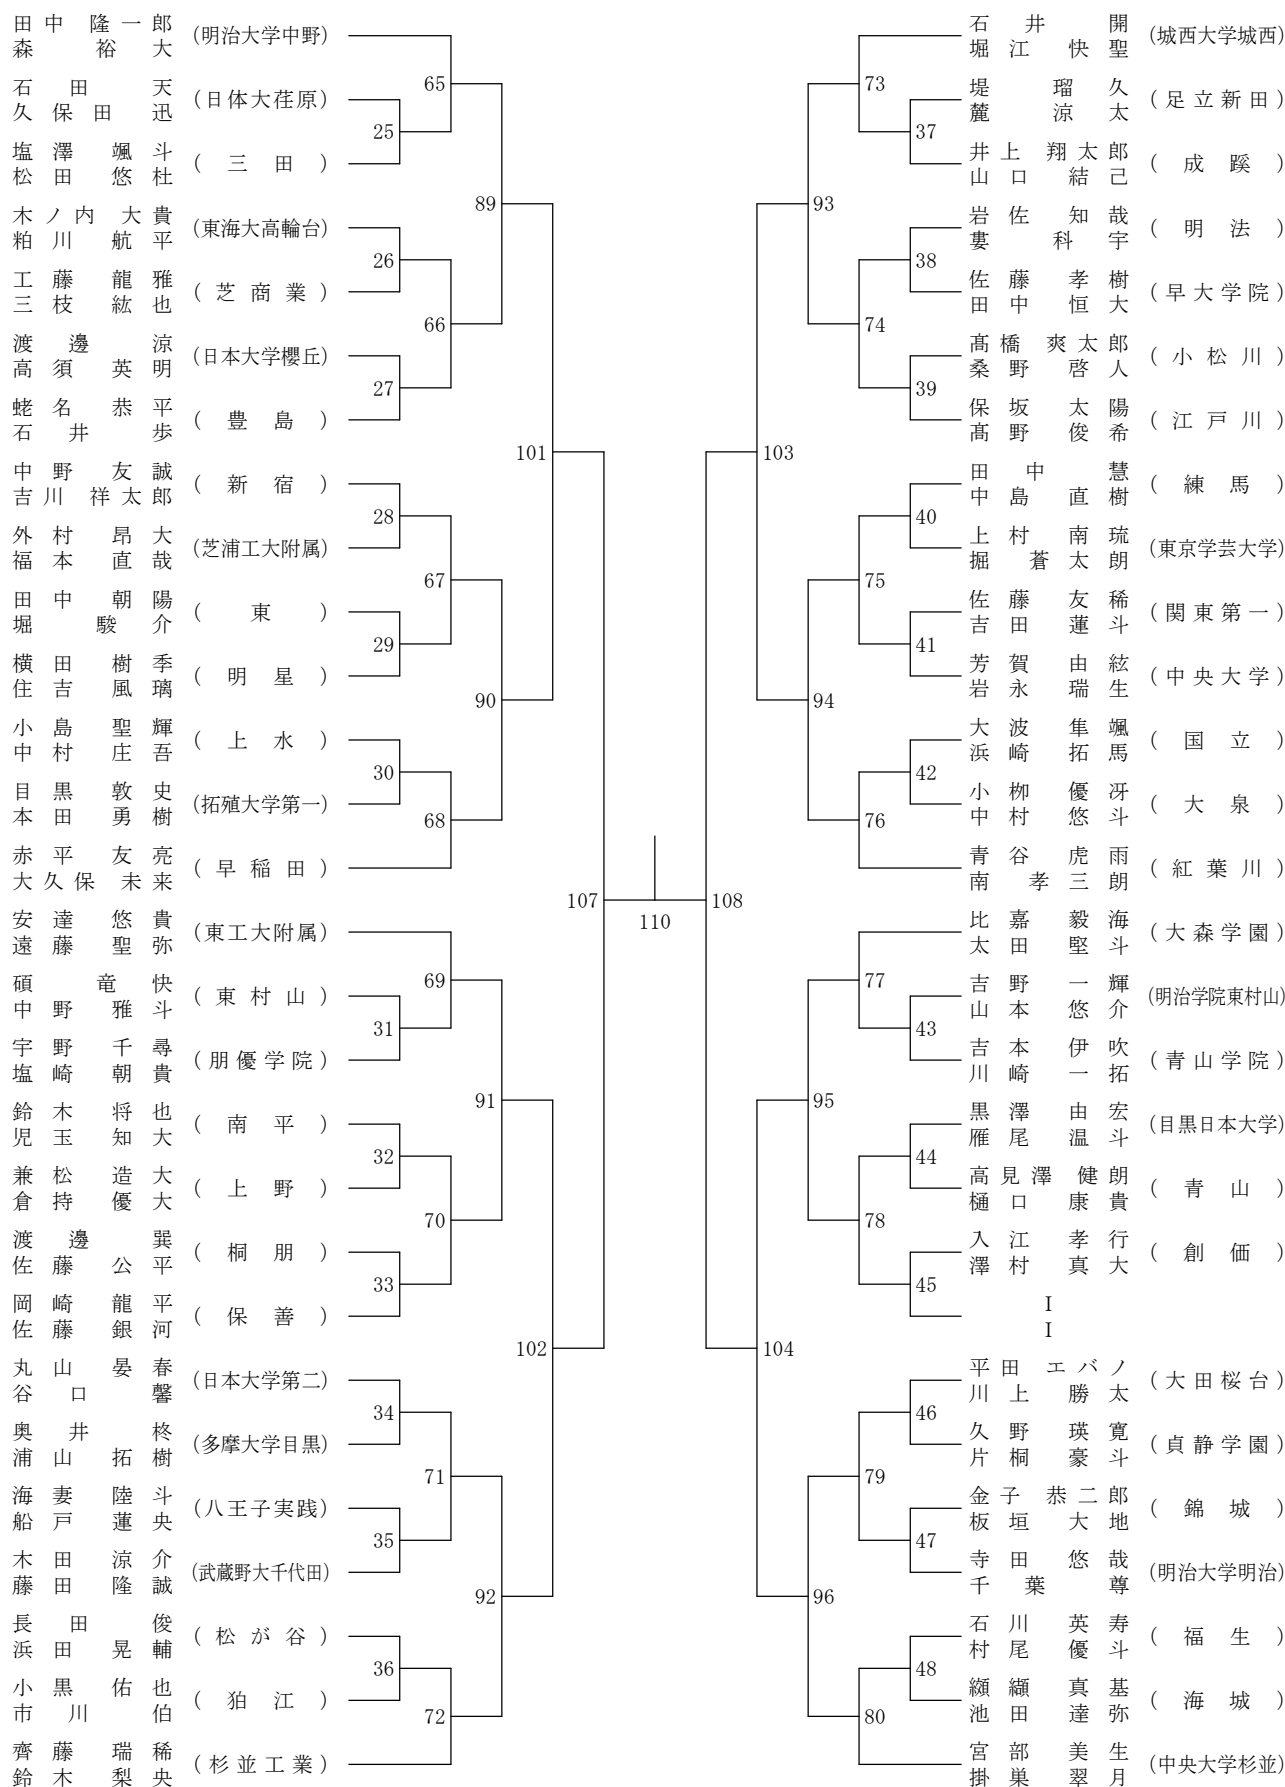 田中 隆一郎
森 裕大
(明治大学中野)
石田 天
久保田 迅
(日体大荏原)
塩澤 颯斗
松田 悠杜
(三田)
木ノ内 大貴
粕川 航平
(東海大高輪台)
工藤 龍雅
三枝 紘也
(芝商業)
渡邊 涼
高須 英明
(日本大学櫻丘)
蛯名 恭平
石井 歩
(豊島)
中野 友誠
吉川 祥太郎
(新宿)
外村 昂大
福本 直哉
(芝浦工大附属)
田中 朝陽
堀 駿介
(東)
横田 樹季
住吉 風璃
(明星)
小島 聖輝
中村 庄吾
(上水)
目黒 敦史
本田 勇樹
(拓殖大学第一)
赤平 友亮
大久保 未来
(早稲田)
安達 悠貴
遠藤 聖弥
(東工大附属)
碩 竜快
中野 雅斗
(東村山)
宇野 千尋
塩崎 朝貴
(朋優学院)
鈴木 将也
児玉 知大
(南平)
兼松 造大
倉持 優大
(上野)
渡邊 巽
佐藤 公平
(桐朋)
岡崎 龍平
佐藤 銀河
(保善)
丸山 晏春
谷口 馨
(日本大学第二)
奥井 柊
浦山 拓樹
(多摩大学目黒)
海妻 陸斗
船戸 蓮央
(八王子実践)
木田 涼介
藤田 隆誠
(武蔵野大千代田)
長田 俊
浜田 晃輔
(松が谷)
小黒 佑也
市川 伯
(狛江)
齊藤 瑞稀
鈴木 梨央
(杉並工業)
65
25
89
26
66
27
101
28
67
29
90
30
68
107
69
31
91
32
70
33
102
34
71
35
92
36
72
110
108
73
37
93
38
74
39
103
40
75
41
94
42
76
77
43
95
44
78
45
104
46
79
47
96
48
80
石井 開
堀江 快聖
(城西大学城西)
堤 瑠久
麓 涼太
(足立新田)
井上 翔太郎
山口 結己
(成蹊)
岩佐 知哉
婁 科宇
(明法)
佐藤 孝樹
田中 恒大
(早大学院)
髙橋 爽太郎
桑野 啓人
(小松川)
保坂 太陽
髙野 俊希
(江戸川)
田中 慧
中島 直樹
(練馬)
上村 南琉
掘 蒼太朗
(東京学芸大学)
佐藤 友稀
吉田 蓮斗
(関東第一)
芳賀 由絃
岩永 瑞生
(中央大学)
大波 隼颯
浜崎 拓馬
(国立)
小栁 優冴
中村 悠斗
(大泉)
青谷 虎雨
南 孝三朗
(紅葉川)
比嘉 毅海
太田 堅斗
(大森学園)
吉野 一輝
山本 悠介
(明治学院東村山)
吉本 伊吹
川崎 一拓
(青山学院)
黒澤 由宏
雁尾 温斗
(目黒日本大学)
高見澤 健朗
樋口 康貴
(青山)
入江 孝行
澤村 真大
(創価)
I
I
平田 エバノ
川上 勝太
(大田桜台)
久野 瑛寛
片桐 豪斗
(貞静学園)
金子 恭二郎
板垣 大地
(錦城)
寺田 悠哉
千葉 尊
(明治大学明治)
石川 英寿
村尾 優斗
(福生)
纐纈 真基
池田 達弥
(海城)
宮部 美生
掛巣 翠月
(中央大学杉並)